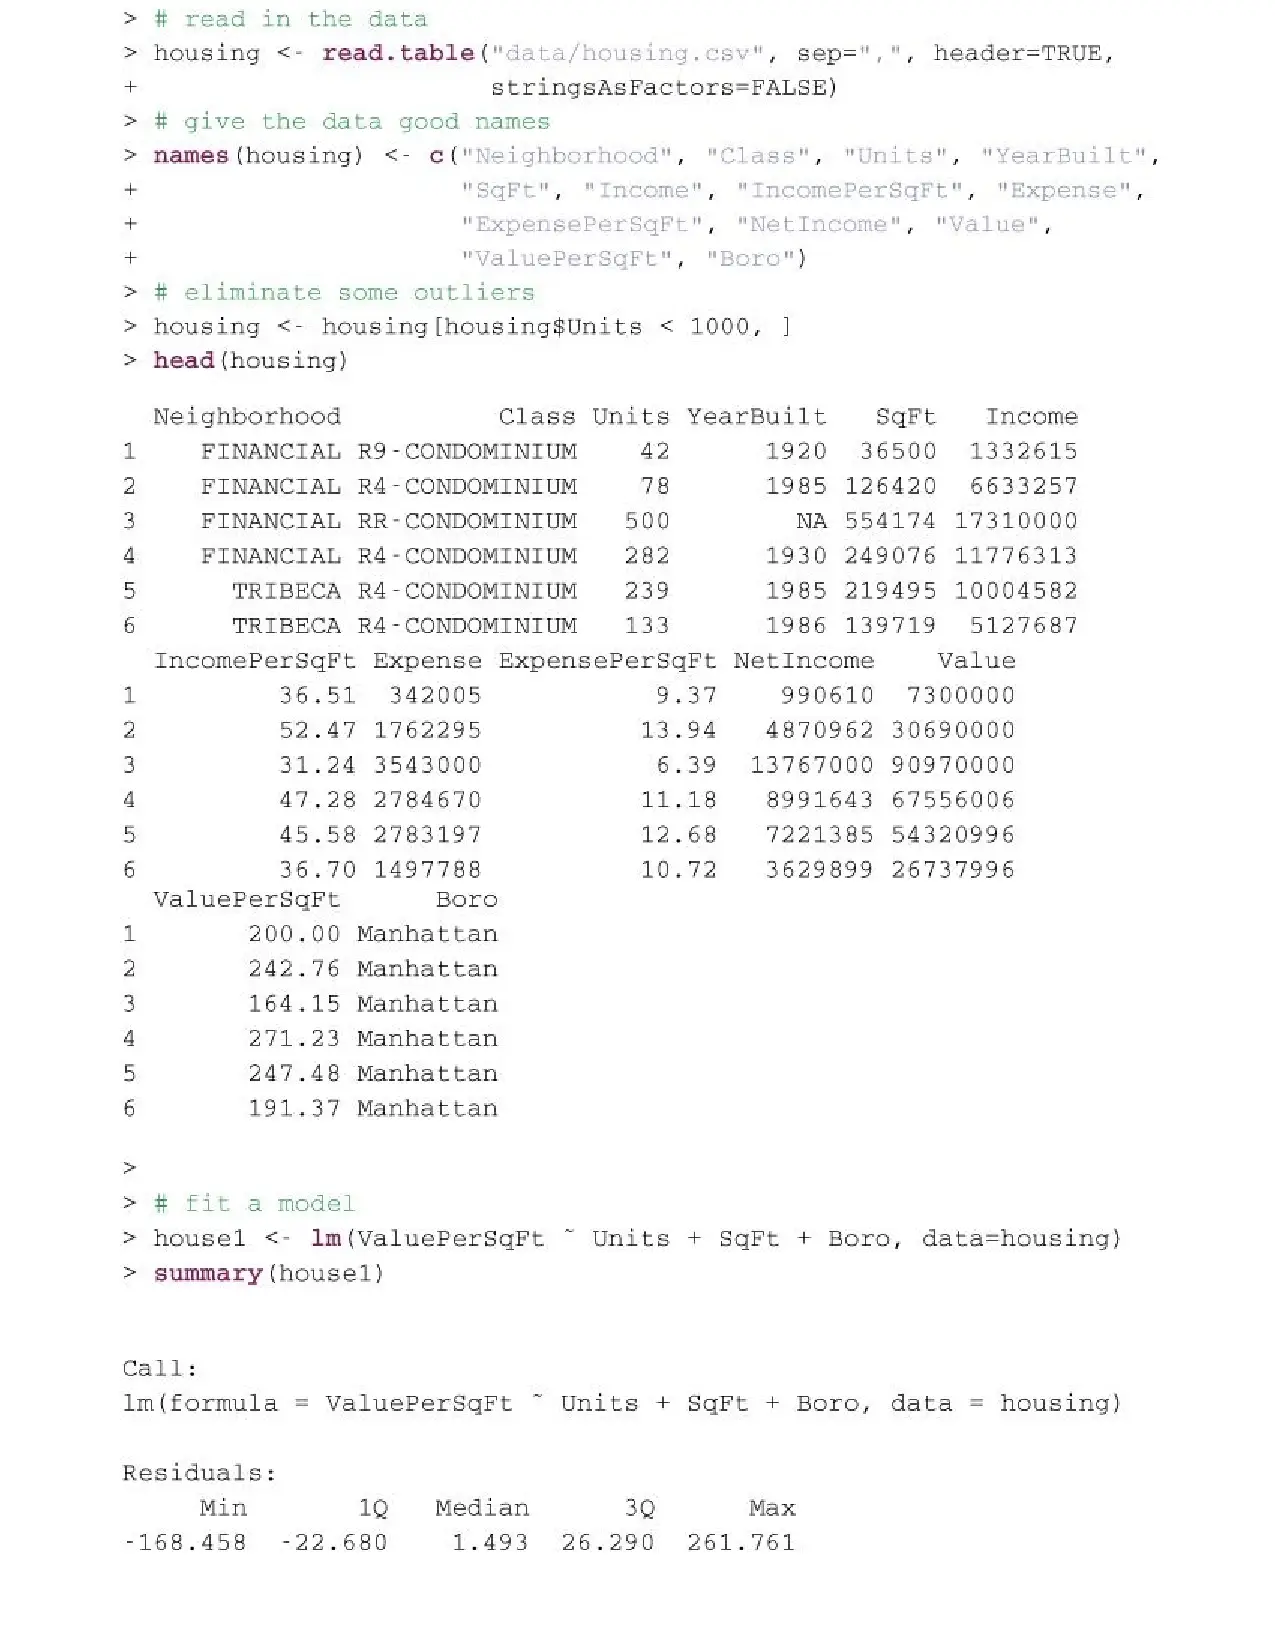 > # read in the data
> housing <- read.table("data/housing.csv", sep=",", header=TRUE,
+                       stringsAsFactors=FALSE)
> # give the data good names
> names(housing) <- c("Neighborhood", "Class", "Units", "YearBuilt",
+                     "SqFt", "Income", "IncomePerSqFt", "Expense",
+                     "ExpensePerSqFt", "NetIncome", "Value",
+                     "ValuePerSqFt", "Boro")
> # eliminate some outliers
> housing <- housing[housing$Units < 1000, ]
> head(housing)
  Neighborhood          Class Units YearBuilt   SqFt   Income
1    FINANCIAL R9-CONDOMINIUM    42      1920  36500  1332615
2    FINANCIAL R4-CONDOMINIUM    78      1985 126420  6633257
3    FINANCIAL RR-CONDOMINIUM   500        NA 554174 17310000
4    FINANCIAL R4-CONDOMINIUM   282      1930 249076 11776313
5      TRIBECA R4-CONDOMINIUM   239      1985 219495 10004582
6      TRIBECA R4-CONDOMINIUM   133      1986 139719  5127687
  IncomePerSqFt Expense ExpensePerSqFt NetIncome    Value
1         36.51  342005           9.37    990610  7300000
2         52.47 1762295          13.94   4870962 30690000
3         31.24 3543000           6.39  13767000 90970000
4         47.28 2784670          11.18   8991643 67556006
5         45.58 2783197          12.68   7221385 54320996
6         36.70 1497788          10.72   3629899 26737996
  ValuePerSqFt      Boro
1       200.00 Manhattan
2       242.76 Manhattan
3       164.15 Manhattan
4       271.23 Manhattan
5       247.48 Manhattan
6       191.37 Manhattan
>
> # fit a model
> house1 <- lm(ValuePerSqFt ~ Units + SqFt + Boro, data=housing)
> summary(house1)
Call:
lm(formula = ValuePerSqFt ~ Units + SqFt + Boro, data = housing)
Residuals:
     Min       1Q   Median      3Q      Max
-168.458  -22.680    1.493  26.290  261.761